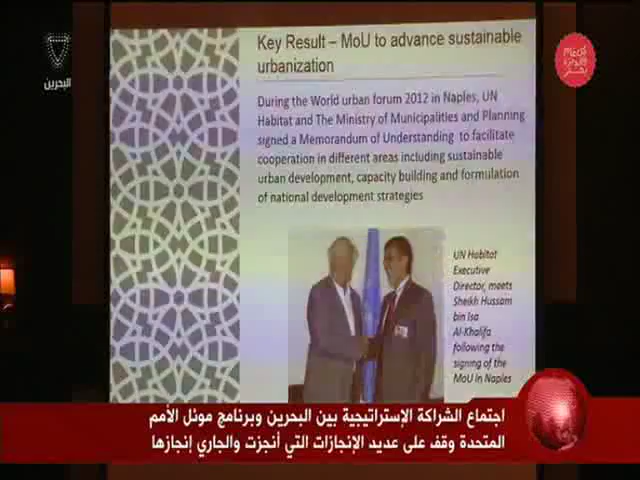 البحرين
كل عام
والديرة
بخير
Key Result – MoU to advance sustainable
urbanization
During the World urban forum 2012 in Naples, UN
Habitat and The Ministry of Municipalities and Planning
signed a Memorandum of Understanding to facilitate
cooperation in different areas including sustainable
urban development, capacity building and formulation
of national development strategies
UN Habitat
Executive
Director, meets
Sheikh Hussam
bin Isa
Al-Khalifa
following the
signing of the
MoU in Naples
اجتماع الشراكة الإستراتيجية بين البحرين وبرنامج موئل الأمم
المتحدة وقف على عديد الإنجازات التي أنجزت والجاري إنجازها